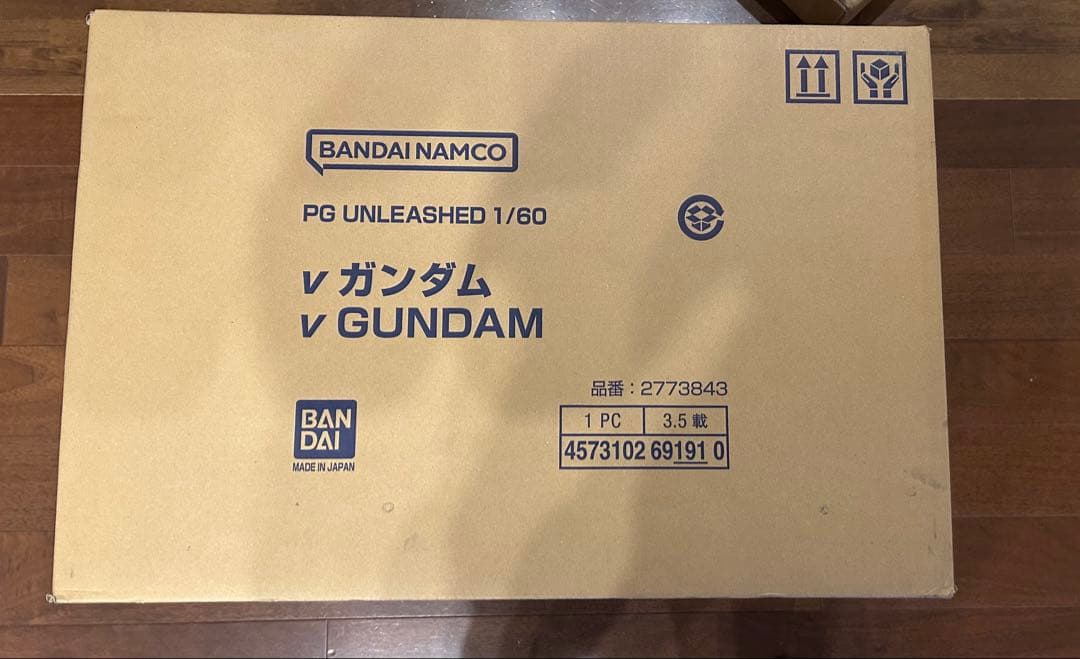 BANDAI NAMCO
PG UNLEASHED 1/60
ν ガンダム
ν GUNDAM
品番：2773843
1 PC 3.5 載
4573102 69191 0
BAN
DAI
MADE IN JAPAN